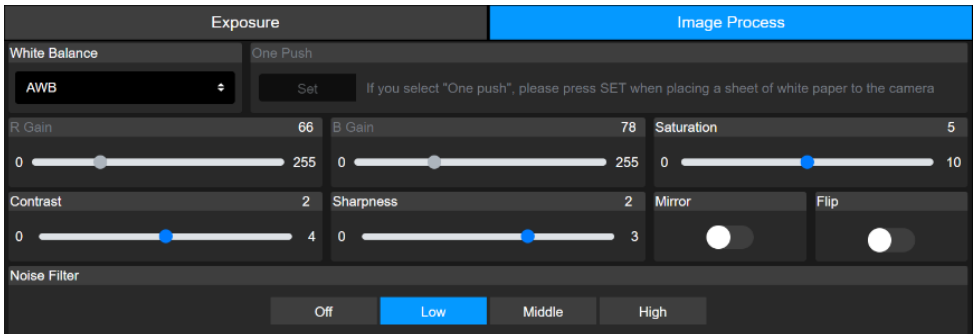 Exposure Image Process
White Balance One Push
AWB Set If you select "One push", please press SET when placing a sheet of white paper to the camera
R Gain 66 B Gain 78 Saturation 5
0 255 0 255 0 10
Contrast 2 Sharpness 2 Mirror Flip
0 4 0 3
Noise Filter
Off Low Middle High